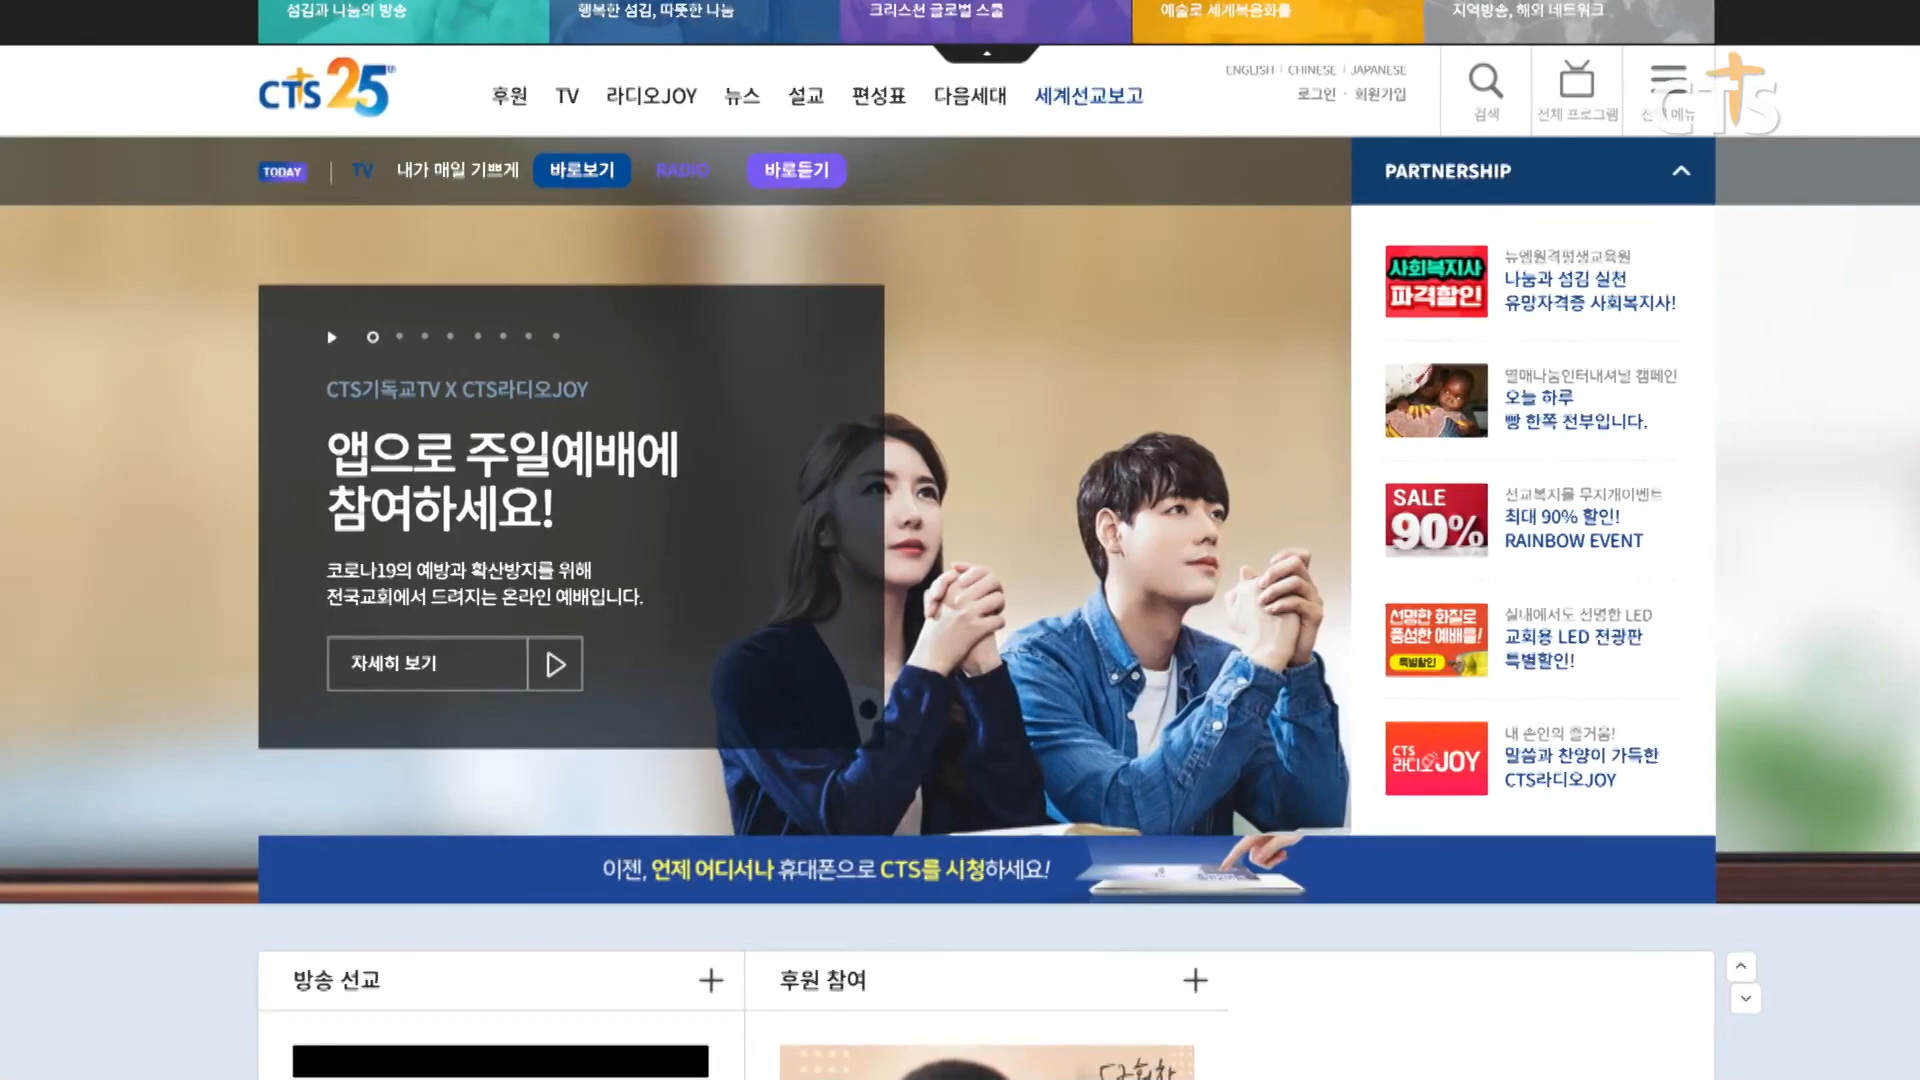 섬김과 나눔의 방송
행복한 섬김, 따뜻한 나눔
크리스천 글로벌 스쿨
예술로 세계복음화를
지역방송, 해외 네트워크
CTS 25th
후원 TV 라디오JOY 뉴스 설교 편성표 다음세대 세계선교보고
ENGLISH CHINESE JAPANESE
로그인 · 회원가입
검색
전체 프로그램
메뉴
CTS
TODAY TV 내가 매일 기쁘게 바로보기 RADIO 바로듣기
PARTNERSHIP
CTS기독교TV X CTS라디오JOY
앱으로 주일예배에
참여하세요!
코로나19의 예방과 확산방지를 위해
전국교회에서 드려지는 온라인 예배입니다.
자세히 보기
사회복지사
파격할인
뉴엠원격평생교육원
나눔과 섬김 실천
유망자격증 사회복지사!
열매나눔인터내셔널 캠페인
오늘 하루
빵 한쪽 전부입니다.
SALE
90%
선교복지몰 무지개이벤트
최대 90% 할인!
RAINBOW EVENT
선명한 화질로
풍성한 예배를!
특별할인
실내에서도 선명한 LED
교회용 LED 전광판
특별할인!
CTS
라디오JOY
내 손안의 즐거움!
말씀과 찬양이 가득한
CTS라디오JOY
이젠, 언제 어디서나 휴대폰으로 CTS를 시청하세요!
방송 선교
후원 참여